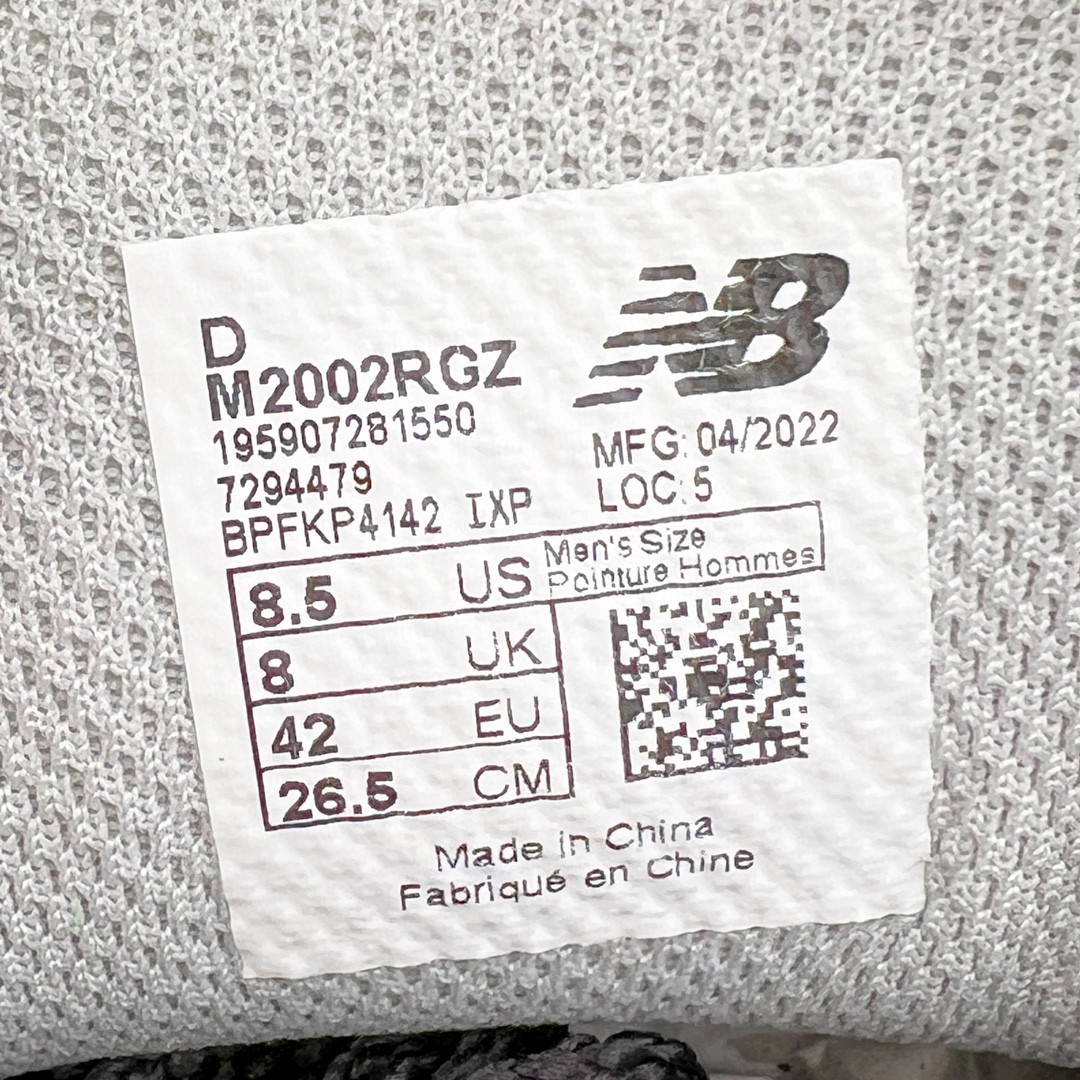 D
NB
M2002RGZ
195907281550
7294479
BPFKP4142 IXP
MFG: 04/2022
LOC: 5
Men's Size
Pointure Hommes
8.5 US
8 UK
42 EU
26.5 CM
Made in China
Fabriqué en Chine